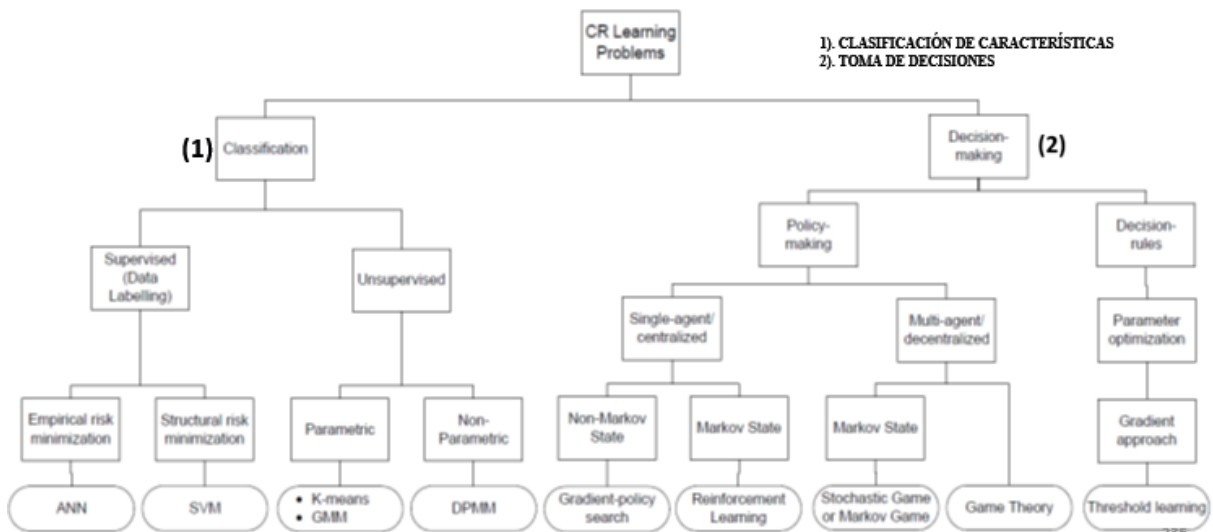 CR Learning
Problems
1). CLASIFICACIÓN DE CARACTERÍSTICAS
2). TOMA DE DECISIONES
(1)
Classification
Decision-
making
(2)
Policy-
making
Decision-
rules
Supervised
(Data
Labelling)
Unsupervised
Single-agent/
centralized
Multi-agent/
decentralized
Parameter
optimization
Empirical risk
minimization
Structural risk
minimization
Parametric
Non-
Parametric
Non-Markov
State
Markov State
Markov State
Gradient
approach
ANN
SVM
• K-means
• GMM
DPMM
Gradient-policy
search
Reinforcement
Learning
Stochastic Game
or Markov Game
Game Theory
Threshold learning